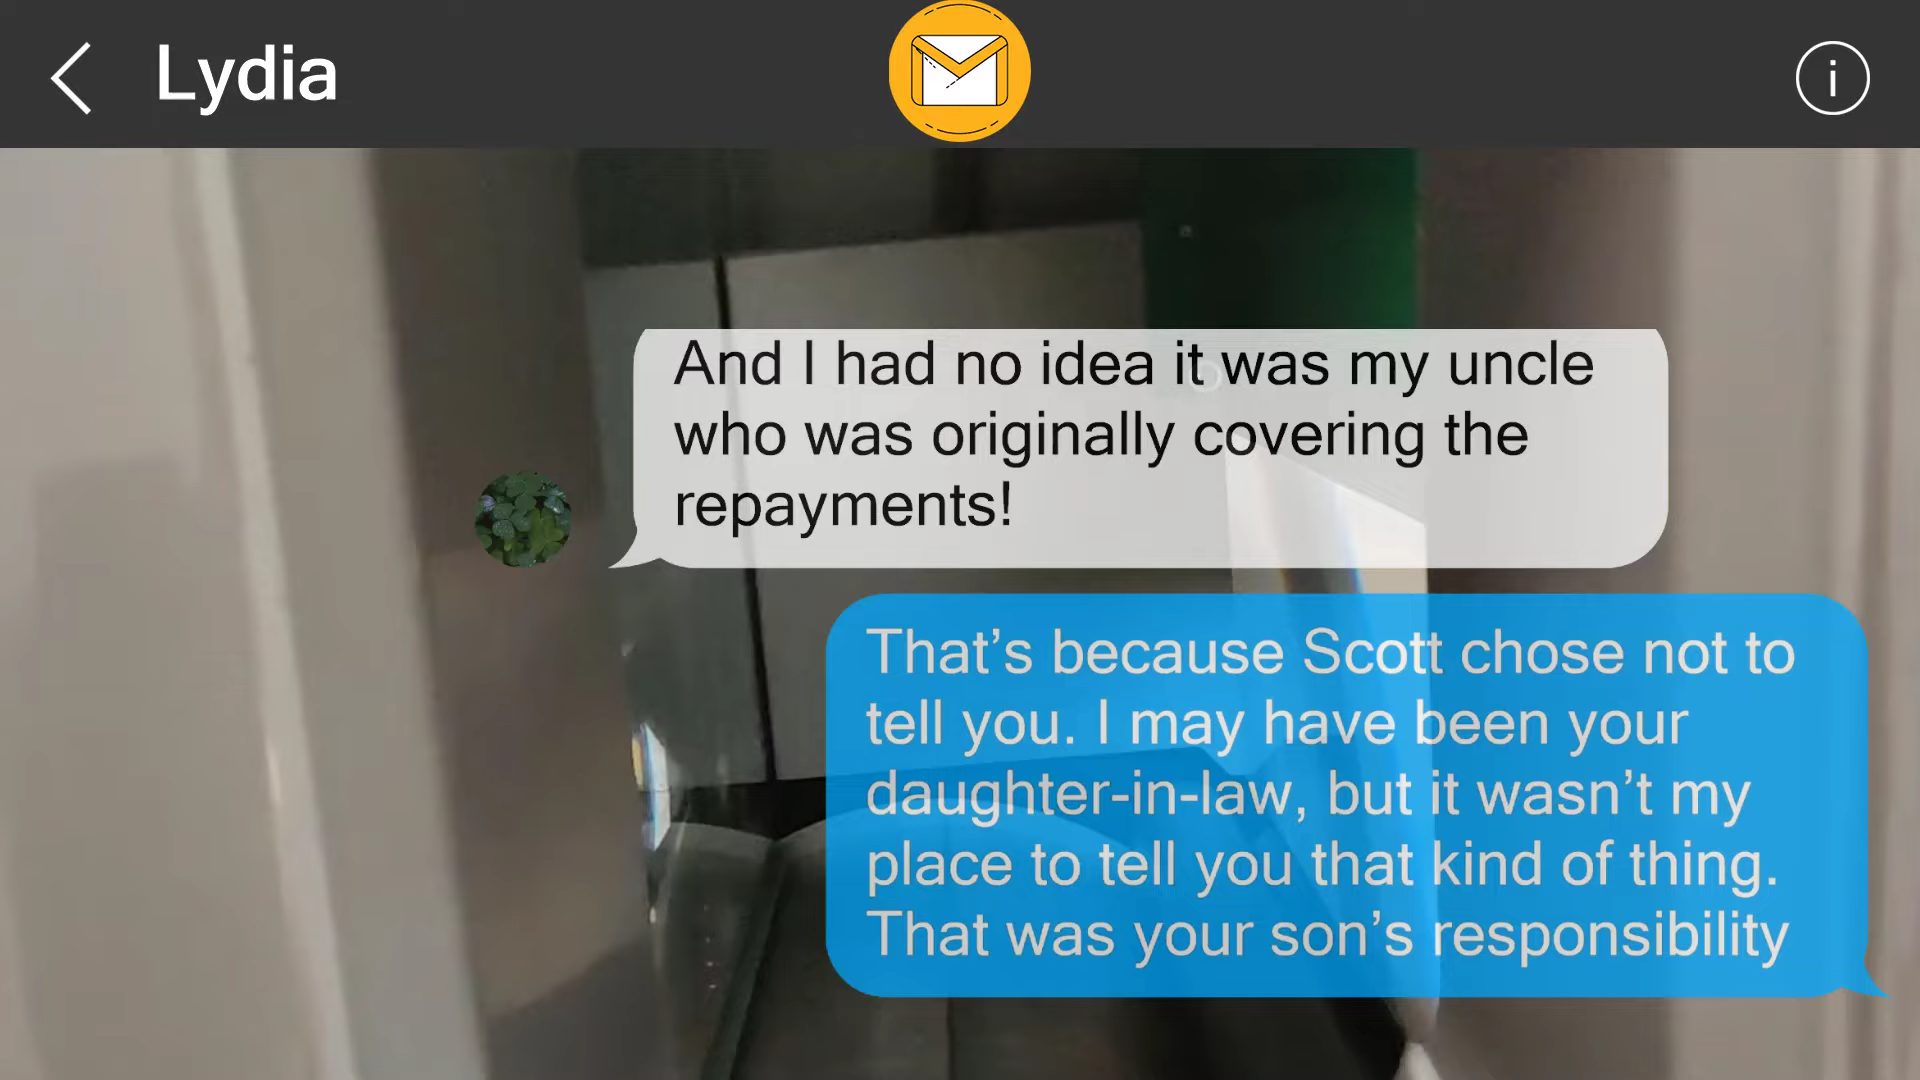 Lydia
i
And I had no idea it was my uncle
who was originally covering the
repayments!
That’s because Scott chose not to
tell you. I may have been your
daughter-in-law, but it wasn’t my
place to tell you that kind of thing.
That was your son’s responsibility